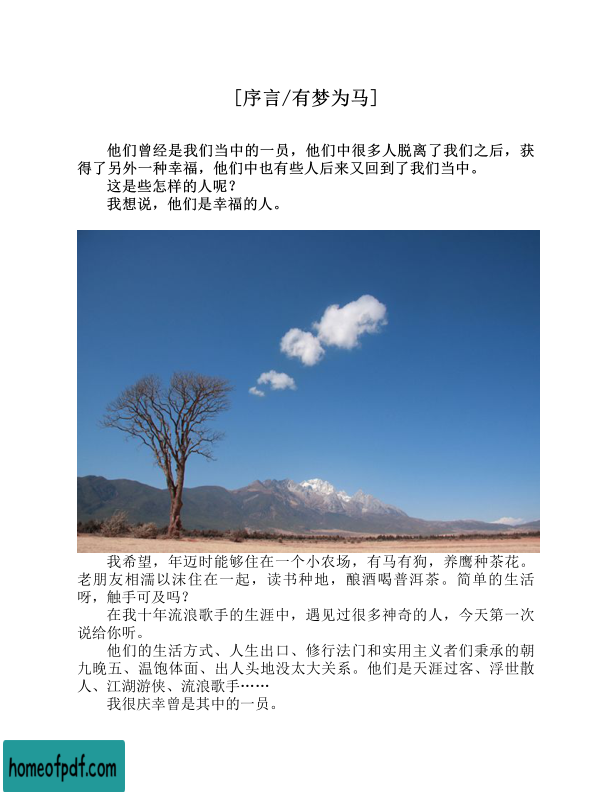 [序言/有梦为马]
他们曾经是我们当中的一员，他们中很多人脱离了我们之后，获
得了另外一种幸福，他们中也有些人后来又回到了我们当中。
这是些怎样的人呢？
我想说，他们是幸福的人。
我希望，年迈时能够住在一个小农场，有马有狗，养鹰种茶花。
老朋友相濡以沫住在一起，读书种地，酿酒喝普洱茶。简单的生活
呀，触手可及吗？
在我十年流浪歌手的生涯中，遇见过很多神奇的人，今天第一次
说给你听。
他们的生活方式、人生出口、修行法门和实用主义者们秉承的朝
九晚五、温饱体面、出人头地没太大关系。他们是天涯过客、浮世散
人、江湖游侠、流浪歌手……
我很庆幸曾是其中的一员。
homeofpdf.com